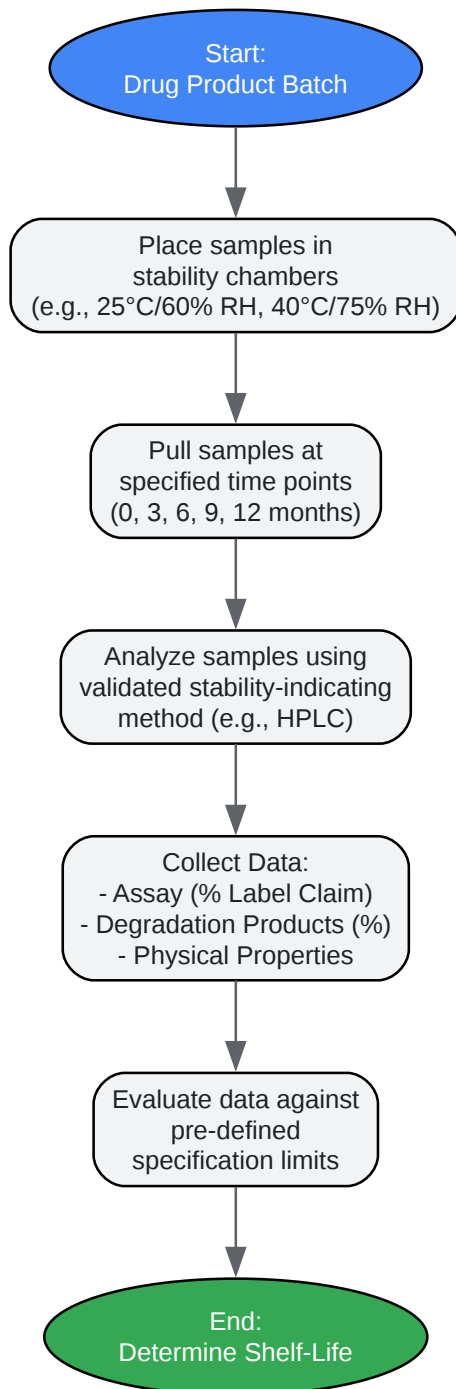 Start:
Drug Product Batch
Place samples in
stability chambers
(e.g., 25°C/60% RH, 40°C/75% RH)
Pull samples at
specified time points
(0, 3, 6, 9, 12 months)
Analyze samples using
validated stability-indicating
method (e.g., HPLC)
Collect Data:
- Assay (% Label Claim)
- Degradation Products (%)
- Physical Properties
Evaluate data against
pre-defined
specification limits
End:
Determine Shelf-Life